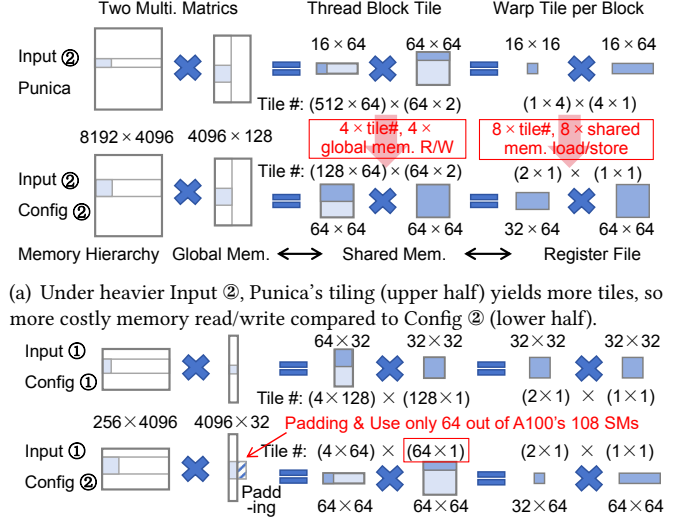 Two Multi. Matrics Thread Block Tile Warp Tile per Block
16×64 64×64 16×16 16×64
Input ②
Punica
Tile #: (512×64)×(64×2) (1×4)×(4×1)
8192×4096 4096×128
4×tile#, 4× global mem. R/W
8×tile#, 8×shared mem. load/store
Tile #: (128×64)×(64×2) (2×1) × (1×1)
Input ②
Config ②
64×64 64×64 32×64 64×64
Memory Hierarchy Global Mem. Shared Mem. Register File
(a) Under heavier Input ②, Punica's tiling (upper half) yields more tiles, so
more costly memory read/write compared to Config ② (lower half).
64×32 32×32 32×32 32×32
Input ①
Config ①
Tile #: (4×128) × (128×1) (2×1) × (1×1)
256×4096 4096×32
Padding & Use only 64 out of A100's 108 SMs
Input ①
Tile #: (4×64) × (64×1) (2×1) × (1×1)
Config ②
Padd
-ing
64×64 64×64 32×64 64×64